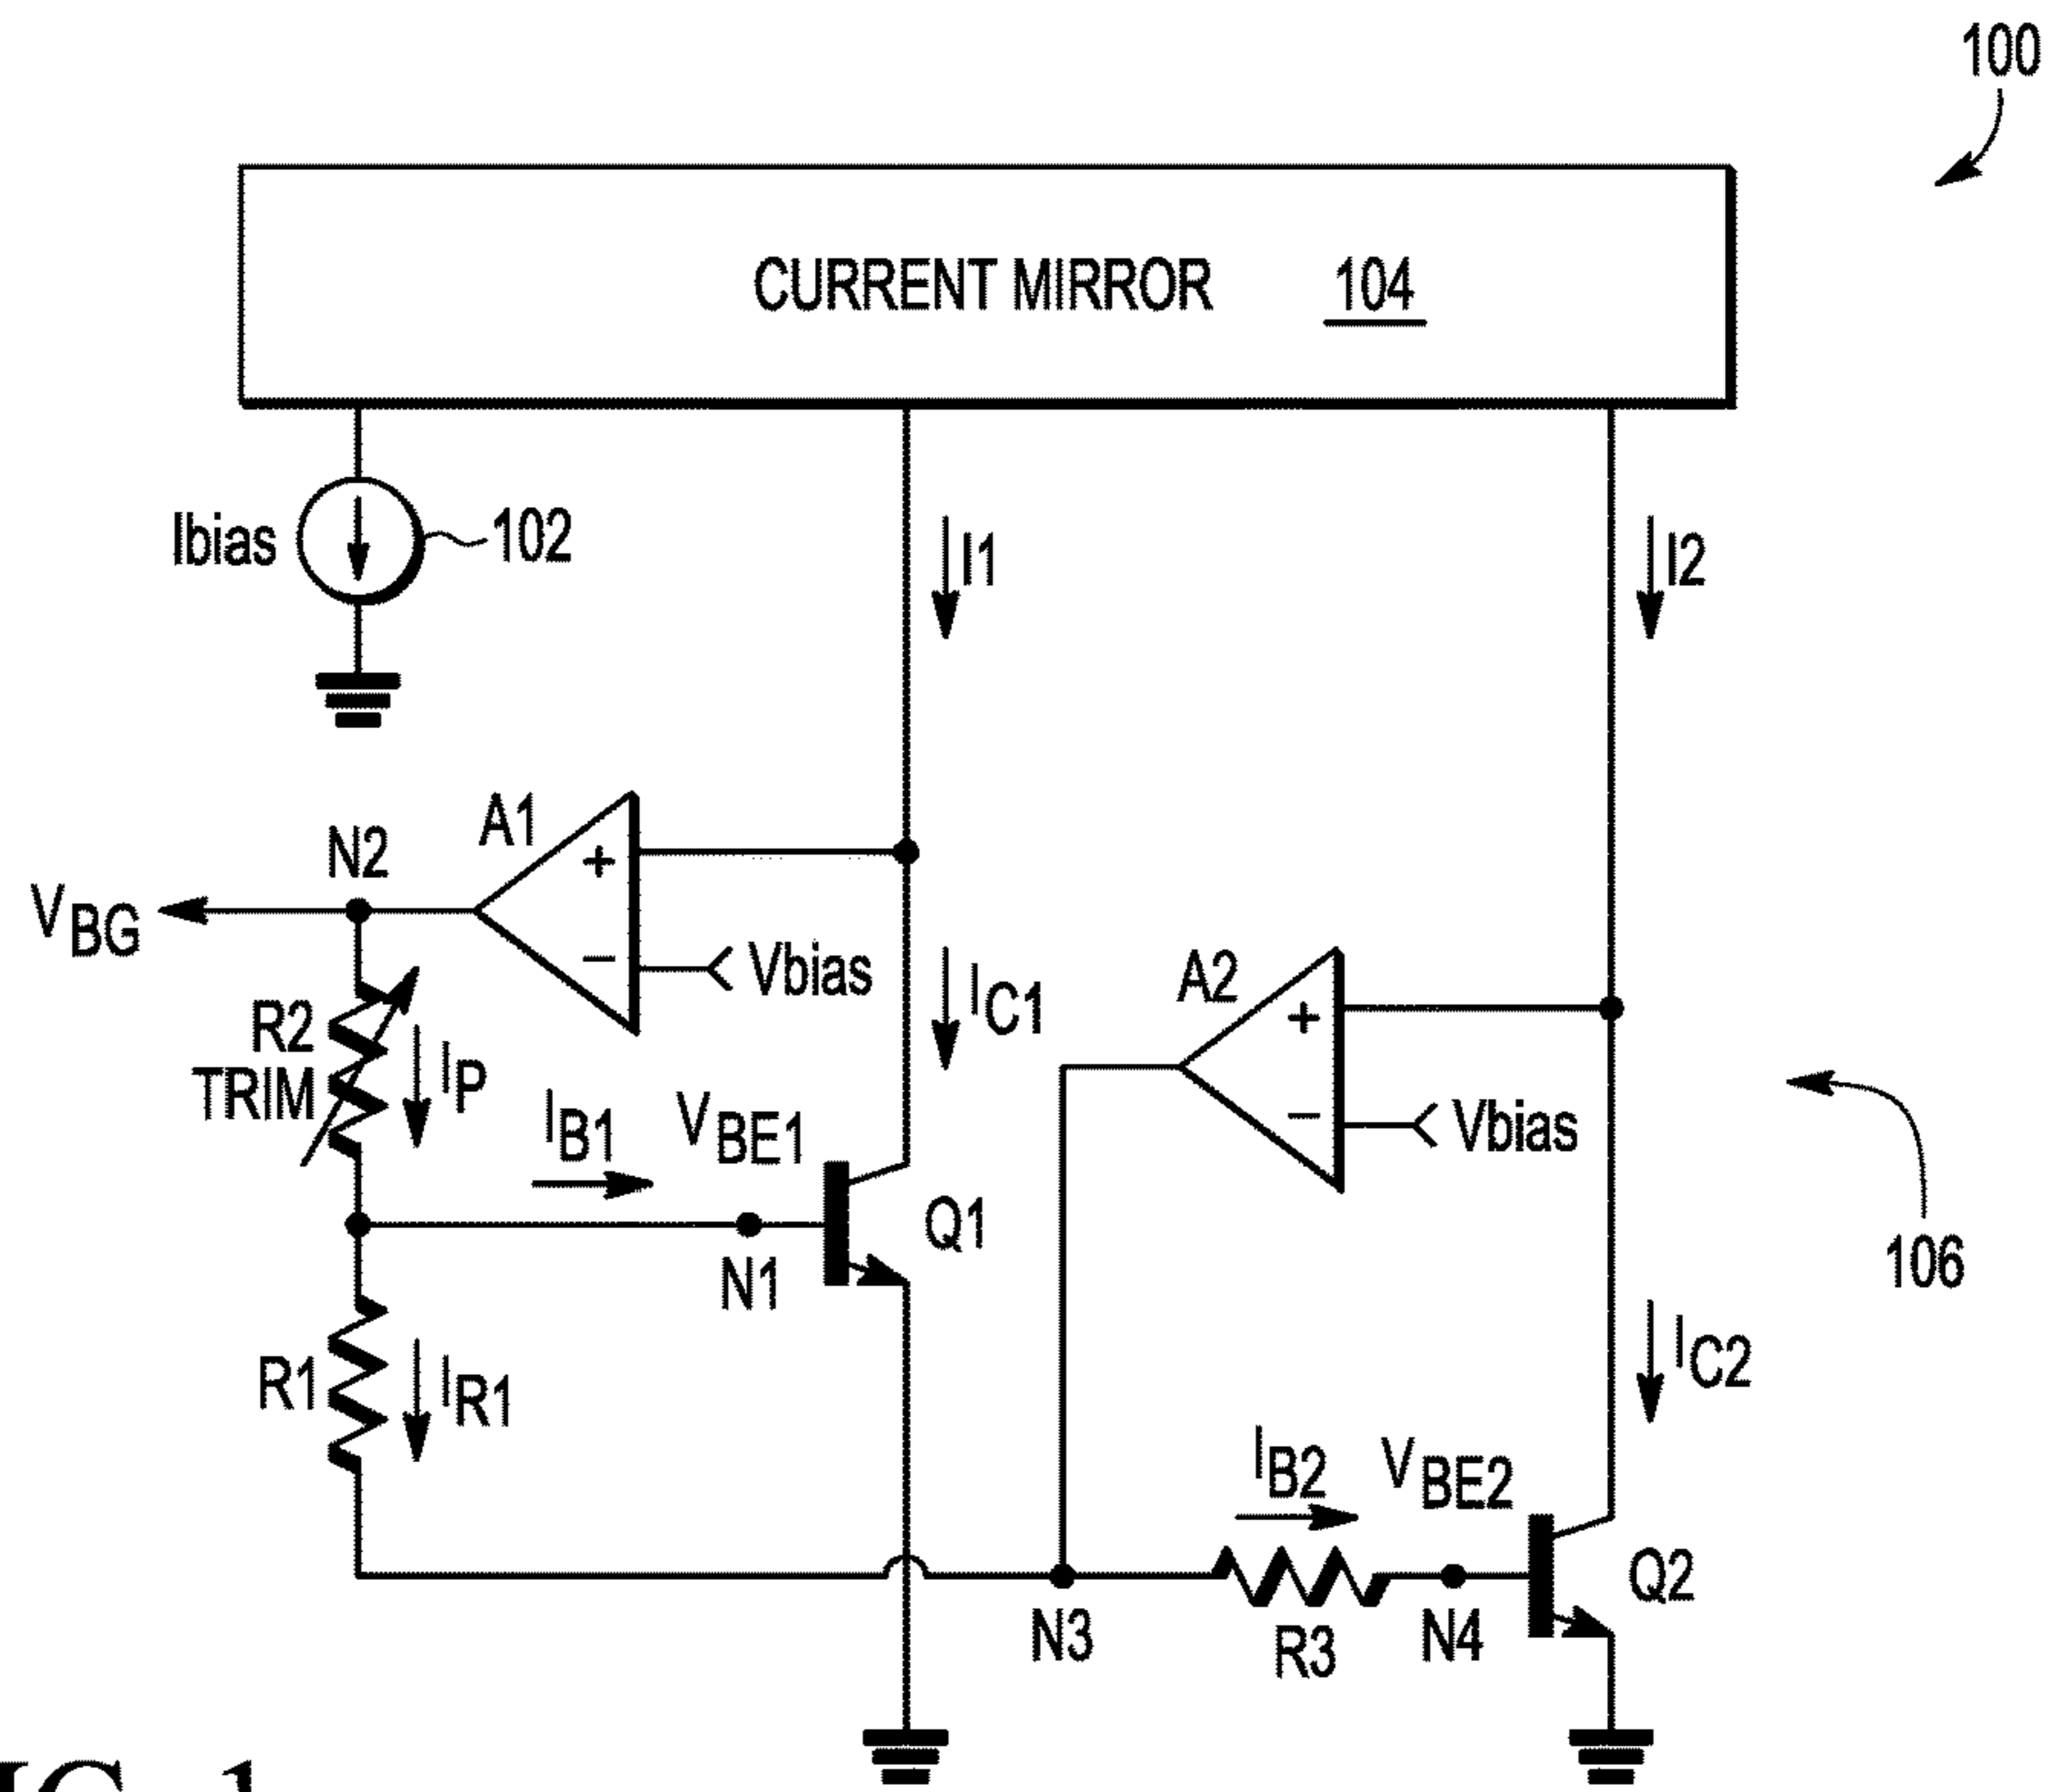 100
CURRENT MIRROR 104
Ibias
102
I1
I2
A1
N2
VBG
+
−
Vbias
IC1
A2
+
−
Vbias
R2
TRIM
IP
IB1
VBE1
Q1
N1
106
R1
IR1
IC2
IB2
VBE2
Q2
N3
R3
N4